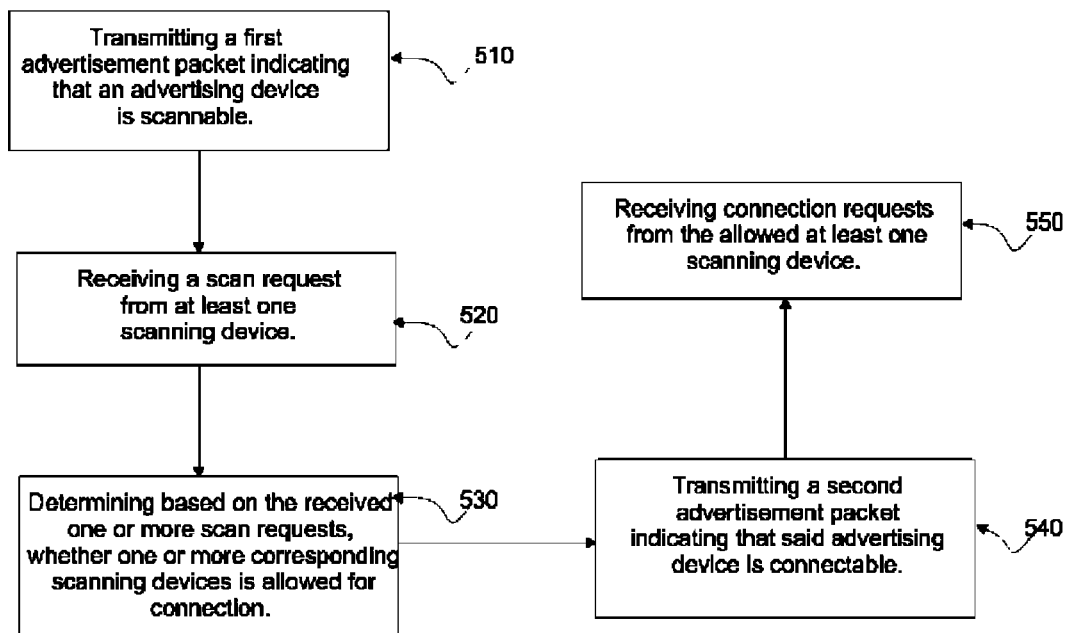 Transmitting a first
advertisement packet indicating
that an advertising device
is scannable.
510
Receiving a scan request
from at least one
scanning device.
520
Determining based on the received
one or more scan requests,
whether one or more corresponding
scanning devices is allowed for
connection.
530
Transmitting a second
advertisement packet
indicating that said advertising
device is connectable.
540
Receiving connection requests
from the allowed at least one
scanning device.
550